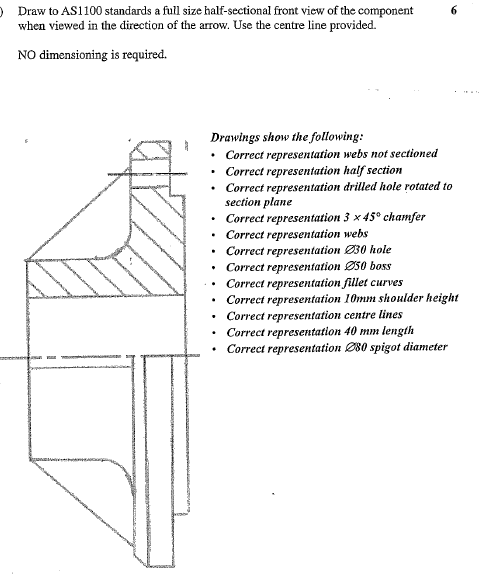 ) Draw to AS1100 standards a full size half-sectional front view of the component 6
when viewed in the direction of the arrow. Use the centre line provided.
NO dimensioning is required.
Drawings show the following:
• Correct representation webs not sectioned
• Correct representation half section
• Correct representation drilled hole rotated to
section plane
• Correct representation 3 × 45° chamfer
• Correct representation webs
• Correct representation Ø30 hole
• Correct representation Ø50 boss
• Correct representation fillet curves
• Correct representation 10mm shoulder height
• Correct representation centre lines
• Correct representation 40 mm length
• Correct representation Ø80 spigot diameter